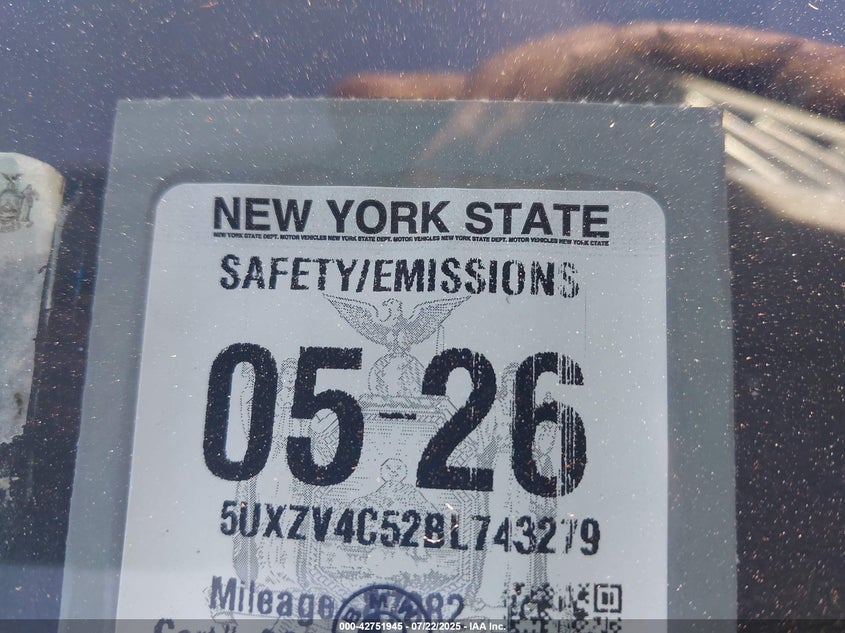 NEW YORK STATE
NEW YORK STATE DEPT. MOTOR VEHICLES NEW YORK STATE DEPT. MOTOR VEHICLES NEW YORK STATE DEPT. MOTOR VEHICLES NEW YORK STATE
SAFETY/EMISSIONS
05-26
5UXZV4C52BL743279
Mileage
000-42751945 - 07/22/2025 - IAA Inc.